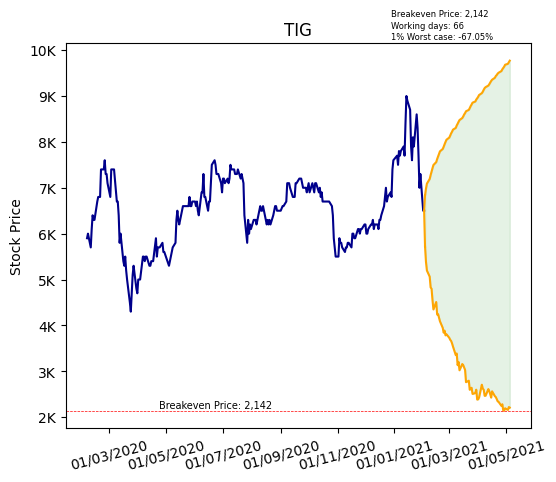 Breakeven Price: 2,142
Working days: 66
1% Worst case: -67.05%
TIG
Stock Price
10K
9K
8K
7K
6K
5K
4K
3K
2K
Breakeven Price: 2,142
01/03/2020
01/05/2020
01/07/2020
01/09/2020
01/11/2020
01/01/2021
01/03/2021
01/05/2021